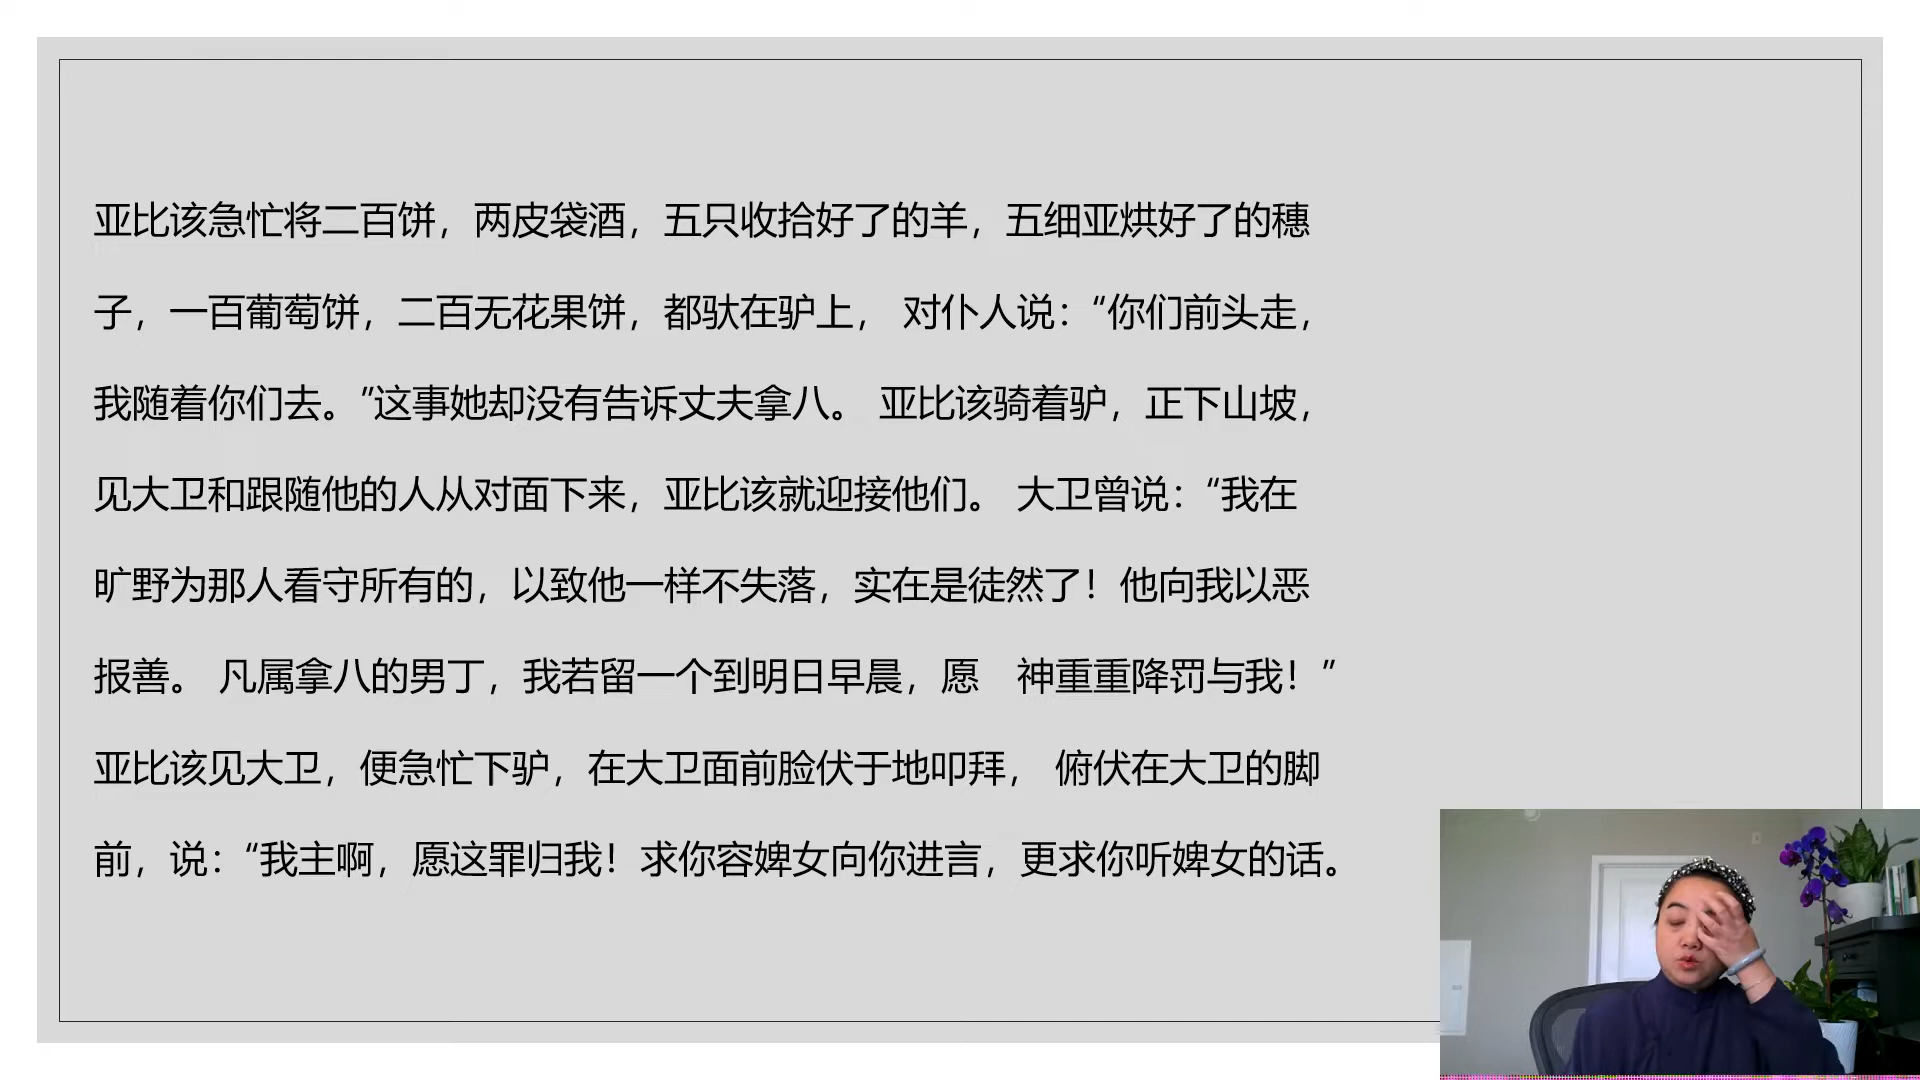 亚比该急忙将二百饼，两皮袋酒，五只收拾好了的羊，五细亚烘好了的穗
子，一百葡萄饼，二百无花果饼，都驮在驴上， 对仆人说：“你们前头走，
我随着你们去。”这事她却没有告诉丈夫拿八。 亚比该骑着驴，正下山坡，
见大卫和跟随他的人从对面下来，亚比该就迎接他们。 大卫曾说：“我在
旷野为那人看守所有的，以致他一样不失落，实在是徒然了！他向我以恶
报善。 凡属拿八的男丁，我若留一个到明日早晨，愿　神重重降罚与我！”
亚比该见大卫，便急忙下驴，在大卫面前脸伏于地叩拜， 俯伏在大卫的脚
前，说：“我主啊，愿这罪归我！求你容婢女向你进言，更求你听婢女的话。